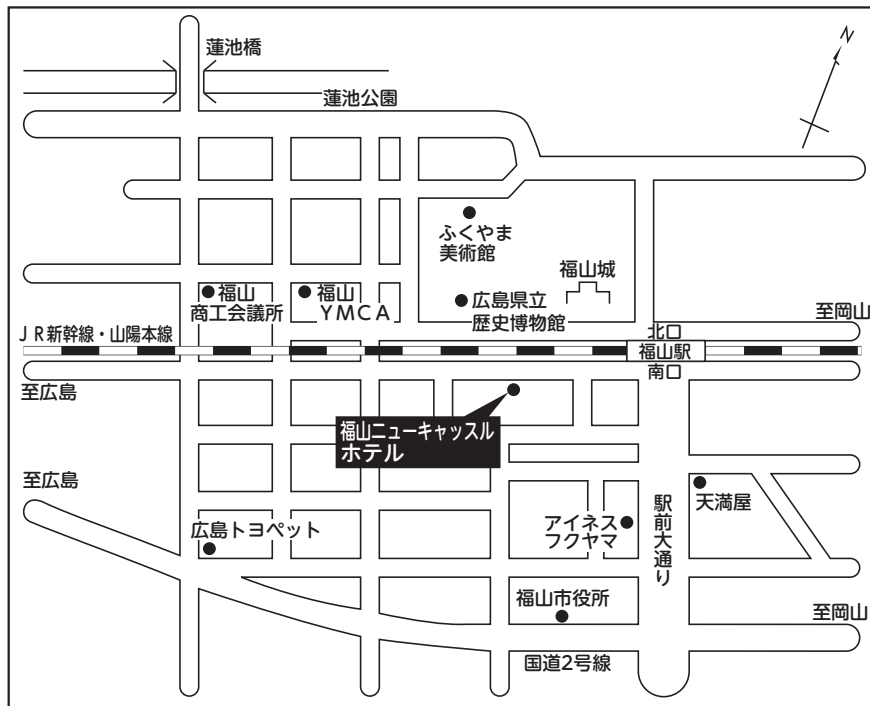 蓮池橋
N
蓮池公園
ふくやま
美術館
福山城
福山
商工会議所
福山
YMCA
広島県立
歴史博物館
至岡山
JR新幹線・山陽本線
北口
福山駅
南口
至広島
福山ニューキャッスル
ホテル
至広島
天満屋
駅前大通り
アイネス
フクヤマ
広島トヨペット
福山市役所
至岡山
国道2号線